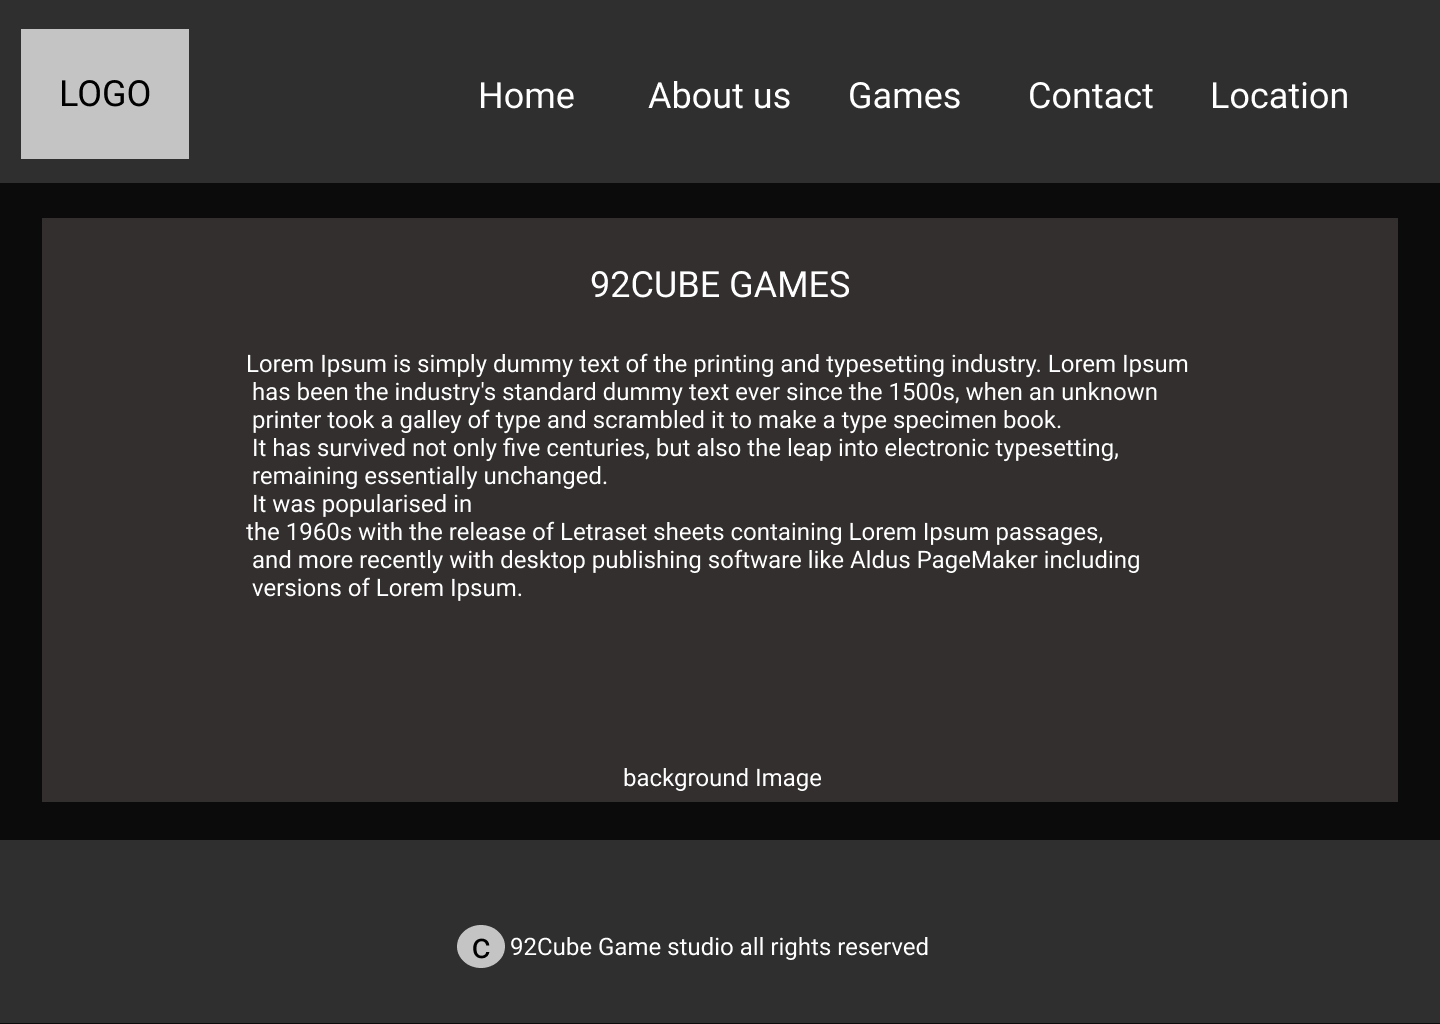 LOGO
Home About us Games Contact Location
92CUBE GAMES
Lorem Ipsum is simply dummy text of the printing and typesetting industry. Lorem Ipsum
has been the industry's standard dummy text ever since the 1500s, when an unknown
printer took a galley of type and scrambled it to make a type specimen book.
It has survived not only five centuries, but also the leap into electronic typesetting,
remaining essentially unchanged.
It was popularised in
the 1960s with the release of Letraset sheets containing Lorem Ipsum passages,
and more recently with desktop publishing software like Aldus PageMaker including
versions of Lorem Ipsum.
background Image
C 92Cube Game studio all rights reserved